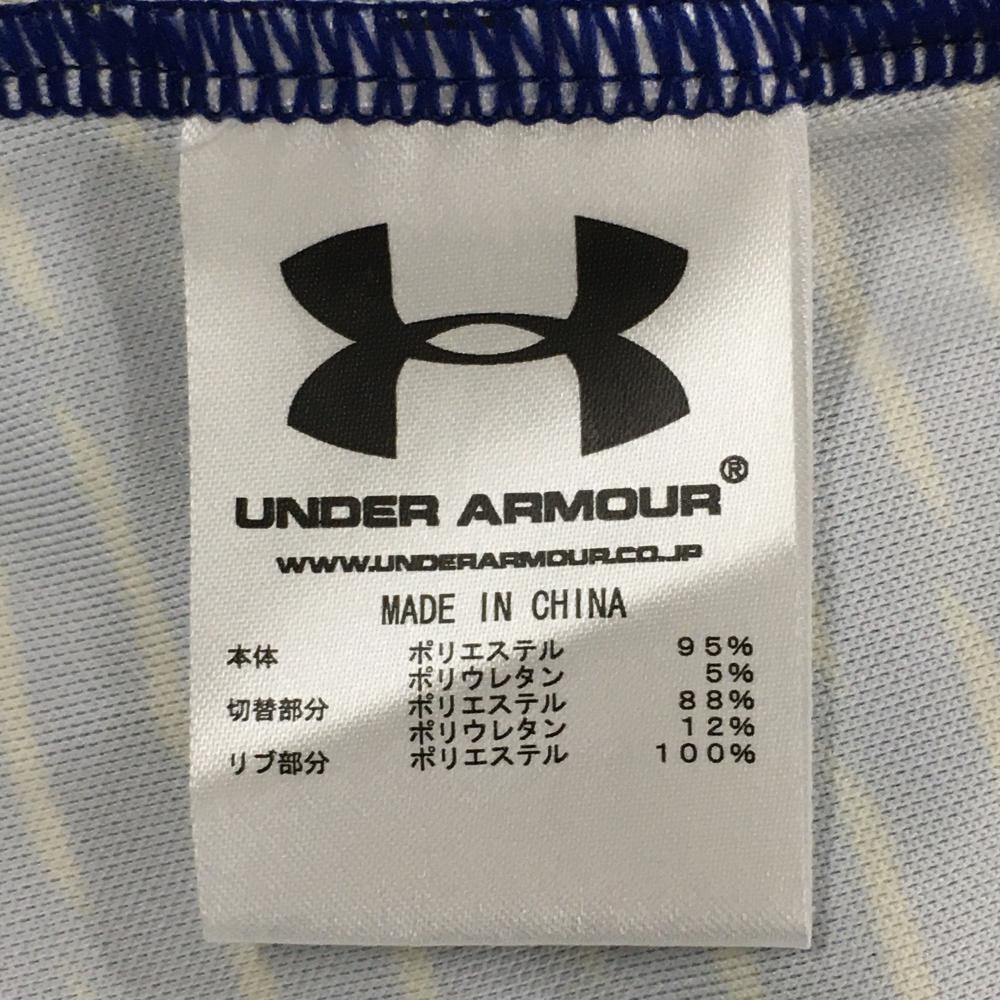 UNDER ARMOUR®
WWW.UNDERARMOUR.CO.JP
MADE IN CHINA
本体 ポリエステル 95%
ポリウレタン 5%
切替部分 ポリエステル 88%
ポリウレタン 12%
リブ部分 ポリエステル 100%